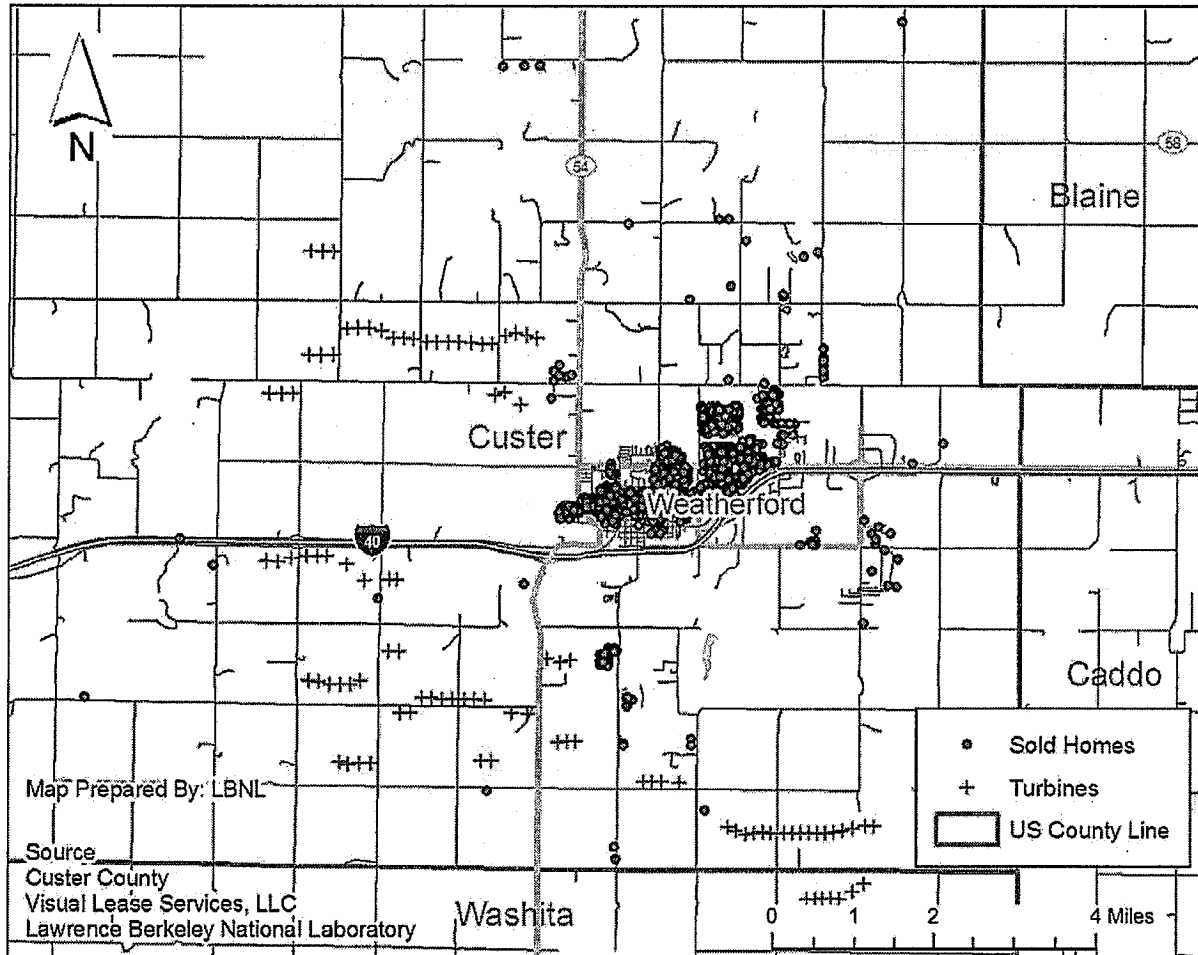 N
54
58
Blaine
Custer
Weatherford
40
Caddo
Sold Homes
Turbines
US County Line
Map Prepared By: LBNL
Source
Custer County
Visual Lease Services, LLC
Lawrence Berkeley National Laboratory
Washita
0 1 2 4 Miles